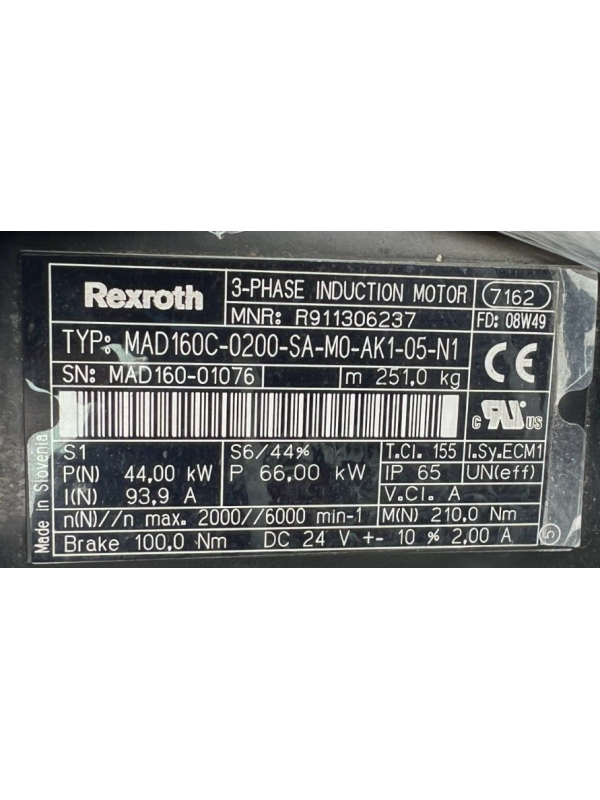 Rexroth
3-PHASE INDUCTION MOTOR 7162
MNR: R911306237 FD: 08W49
TYP: MAD160C-0200-SA-M0-AK1-05-N1
SN: MAD160-01076 m 251,0 kg
CE
c RU US
S1 S6/44% T.Cl. 155 I.Sy.ECM1
P(N) 44,00 kW P 66,00 kW IP 65 UN(eff)
I(N) 93,9 A V.Cl. A
n(N)//n max. 2000//6000 min-1 M(N) 210,0 Nm
Brake 100,0 Nm DC 24 V +- 10 % 2,00 A 5
Made in Slovenia